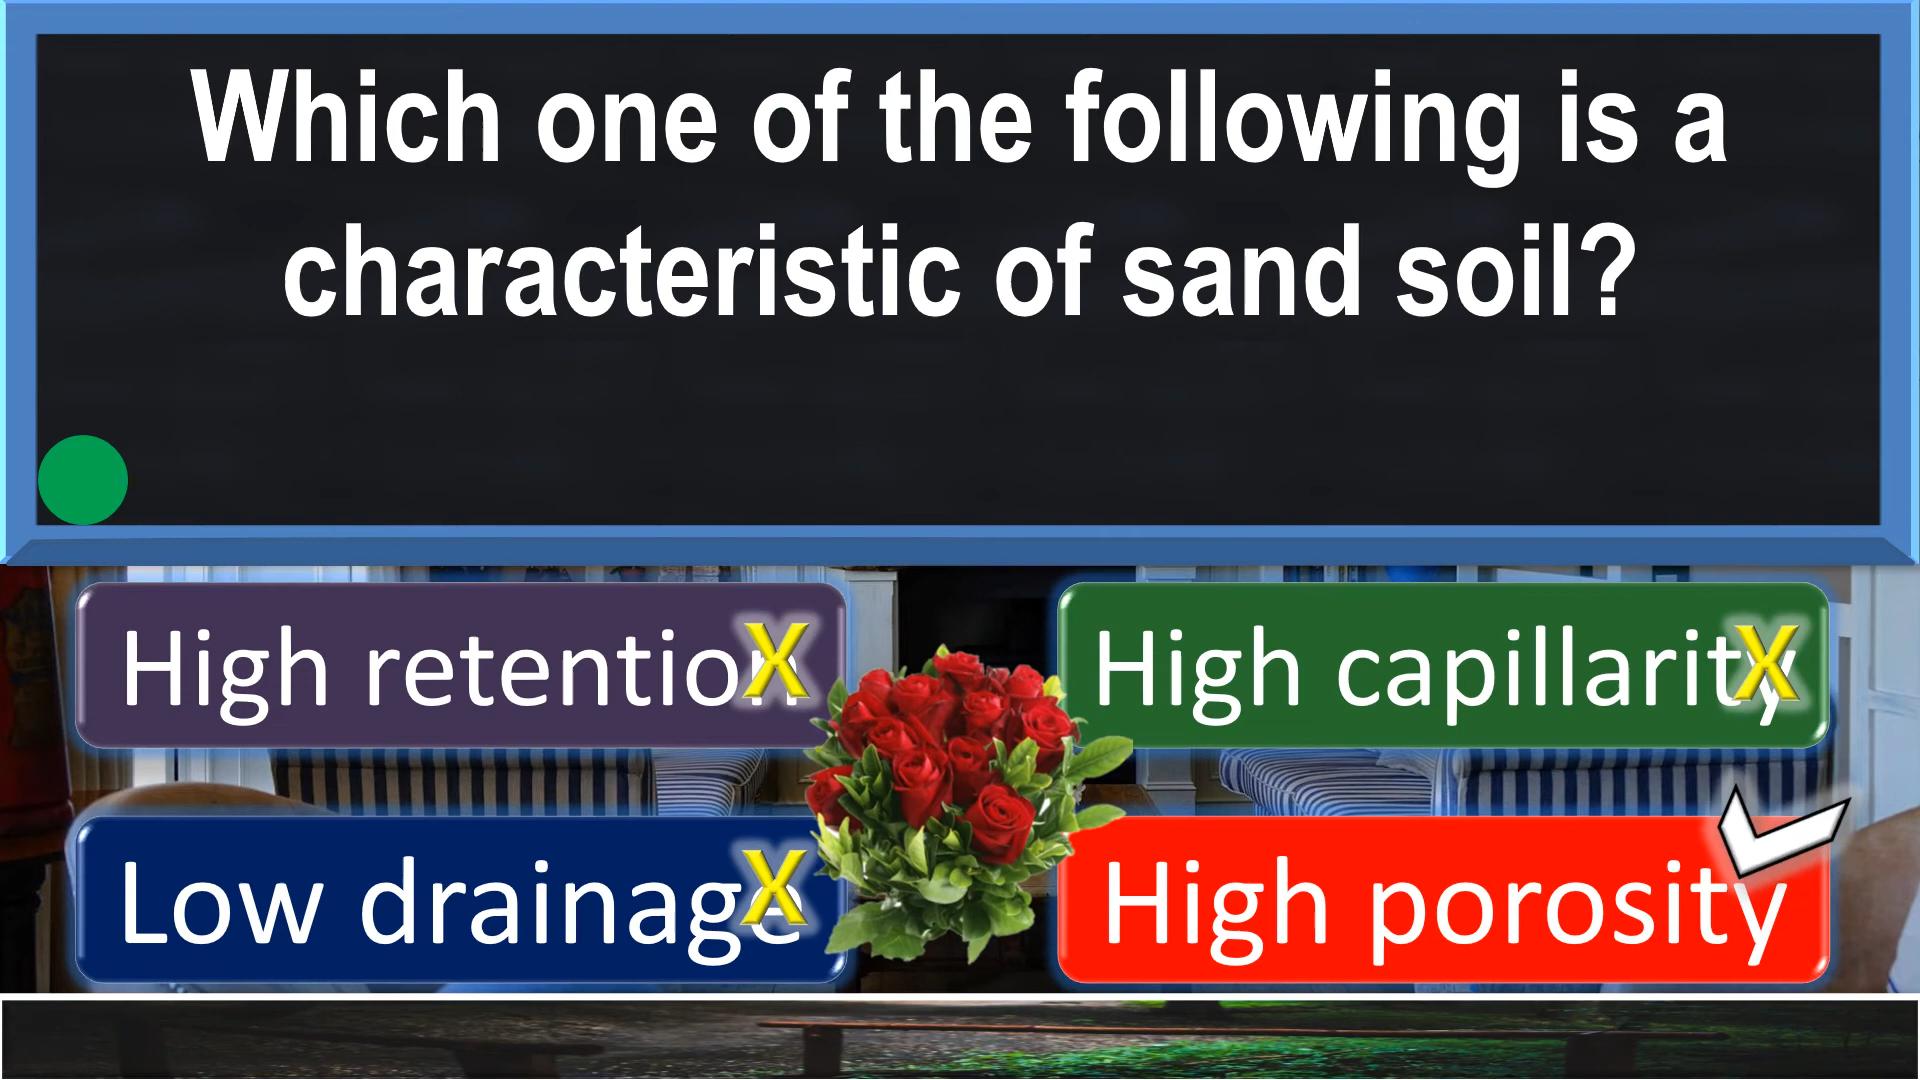 Which one of the following is a
characteristic of sand soil?
High retention X
High capillarity X
Low drainage X
High porosity